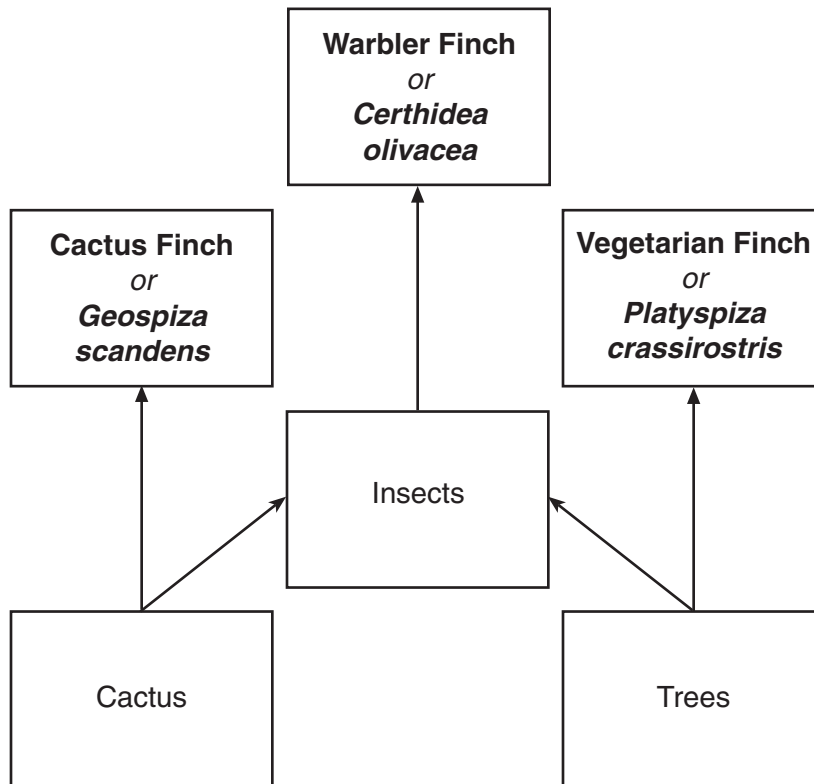 Warbler Finch
or
Certhidea
olivacea
Cactus Finch
or
Geospiza
scandens
Vegetarian Finch
or
Platyspiza
crassirostris
Insects
Cactus
Trees